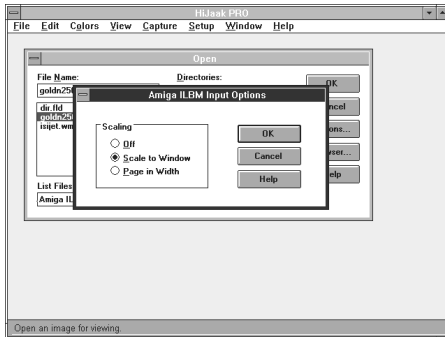 HiJaak PRO
File Edit Colors View Capture Setup Window Help
Open
File Name:
Directories:
goldn256
OK
dir.fld
goldn256
isijet.wm
Amiga ILBM Input Options
Scaling
Off
Scale to Window
Page in Width
OK
Cancel
Help
ncel
ons...
wser...
elp
List Files
Amiga IL
Open an image for viewing.